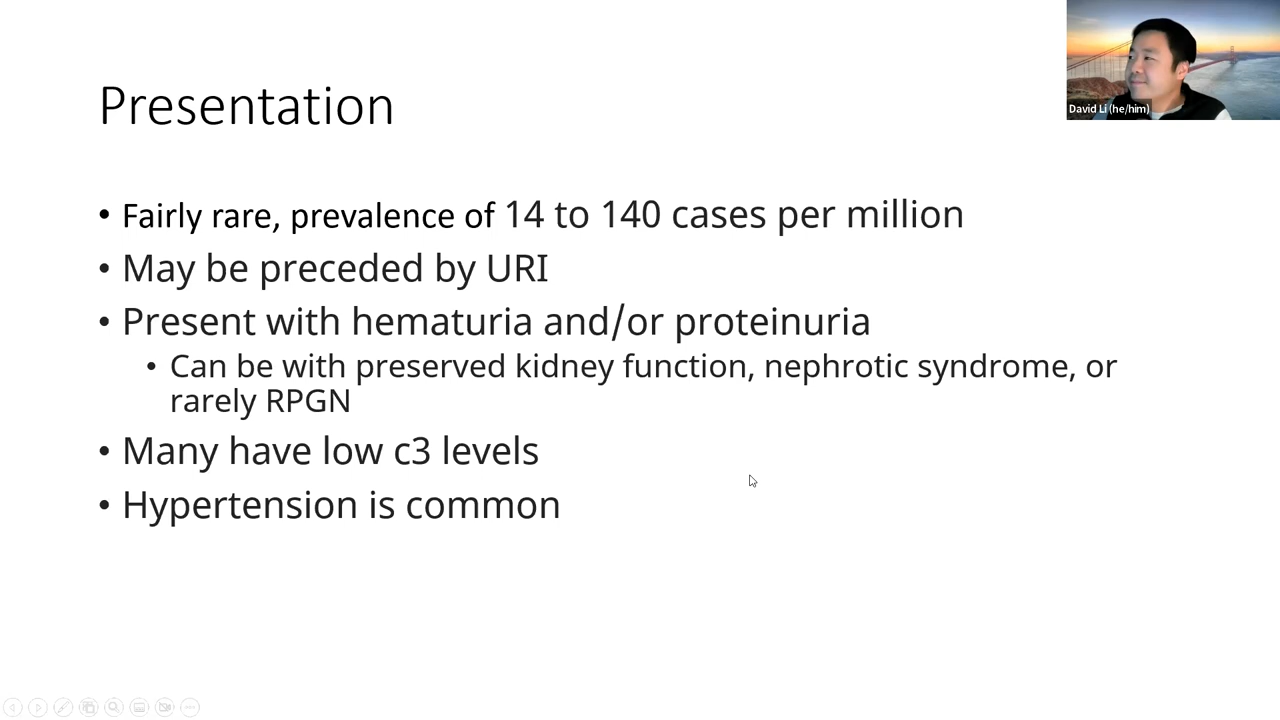 David Li (he/him)
Presentation
• Fairly rare, prevalence of 14 to 140 cases per million
• May be preceded by URI
• Present with hematuria and/or proteinuria
• Can be with preserved kidney function, nephrotic syndrome, or
rarely RPGN
• Many have low c3 levels
• Hypertension is common